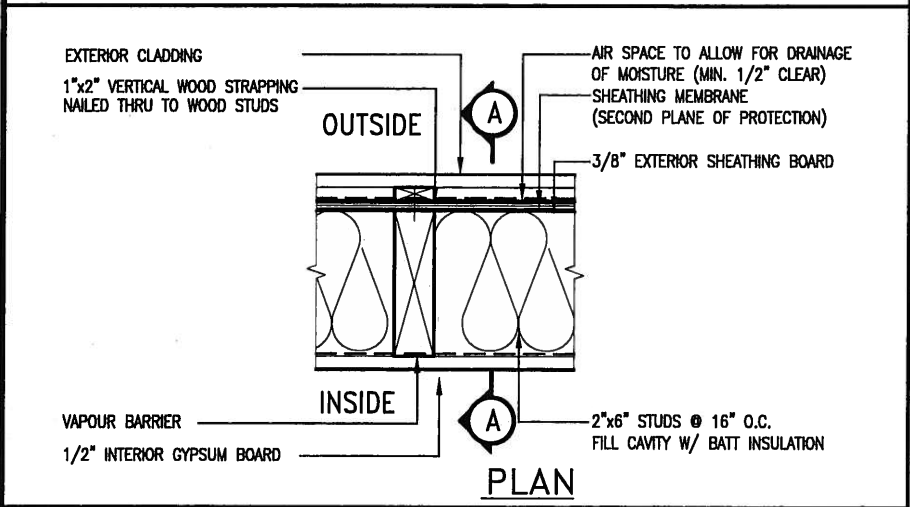 EXTERIOR CLADDING
1"x2" VERTICAL WOOD STRAPPING
NAILED THRU TO WOOD STUDS
OUTSIDE
A
AIR SPACE TO ALLOW FOR DRAINAGE
OF MOISTURE (MIN. 1/2" CLEAR)
SHEATHING MEMBRANE
(SECOND PLANE OF PROTECTION)
3/8" EXTERIOR SHEATHING BOARD
INSIDE
A
VAPOUR BARRIER
1/2" INTERIOR GYPSUM BOARD
2"x6" STUDS @ 16" O.C.
FILL CAVITY W/ BATT INSULATION
PLAN